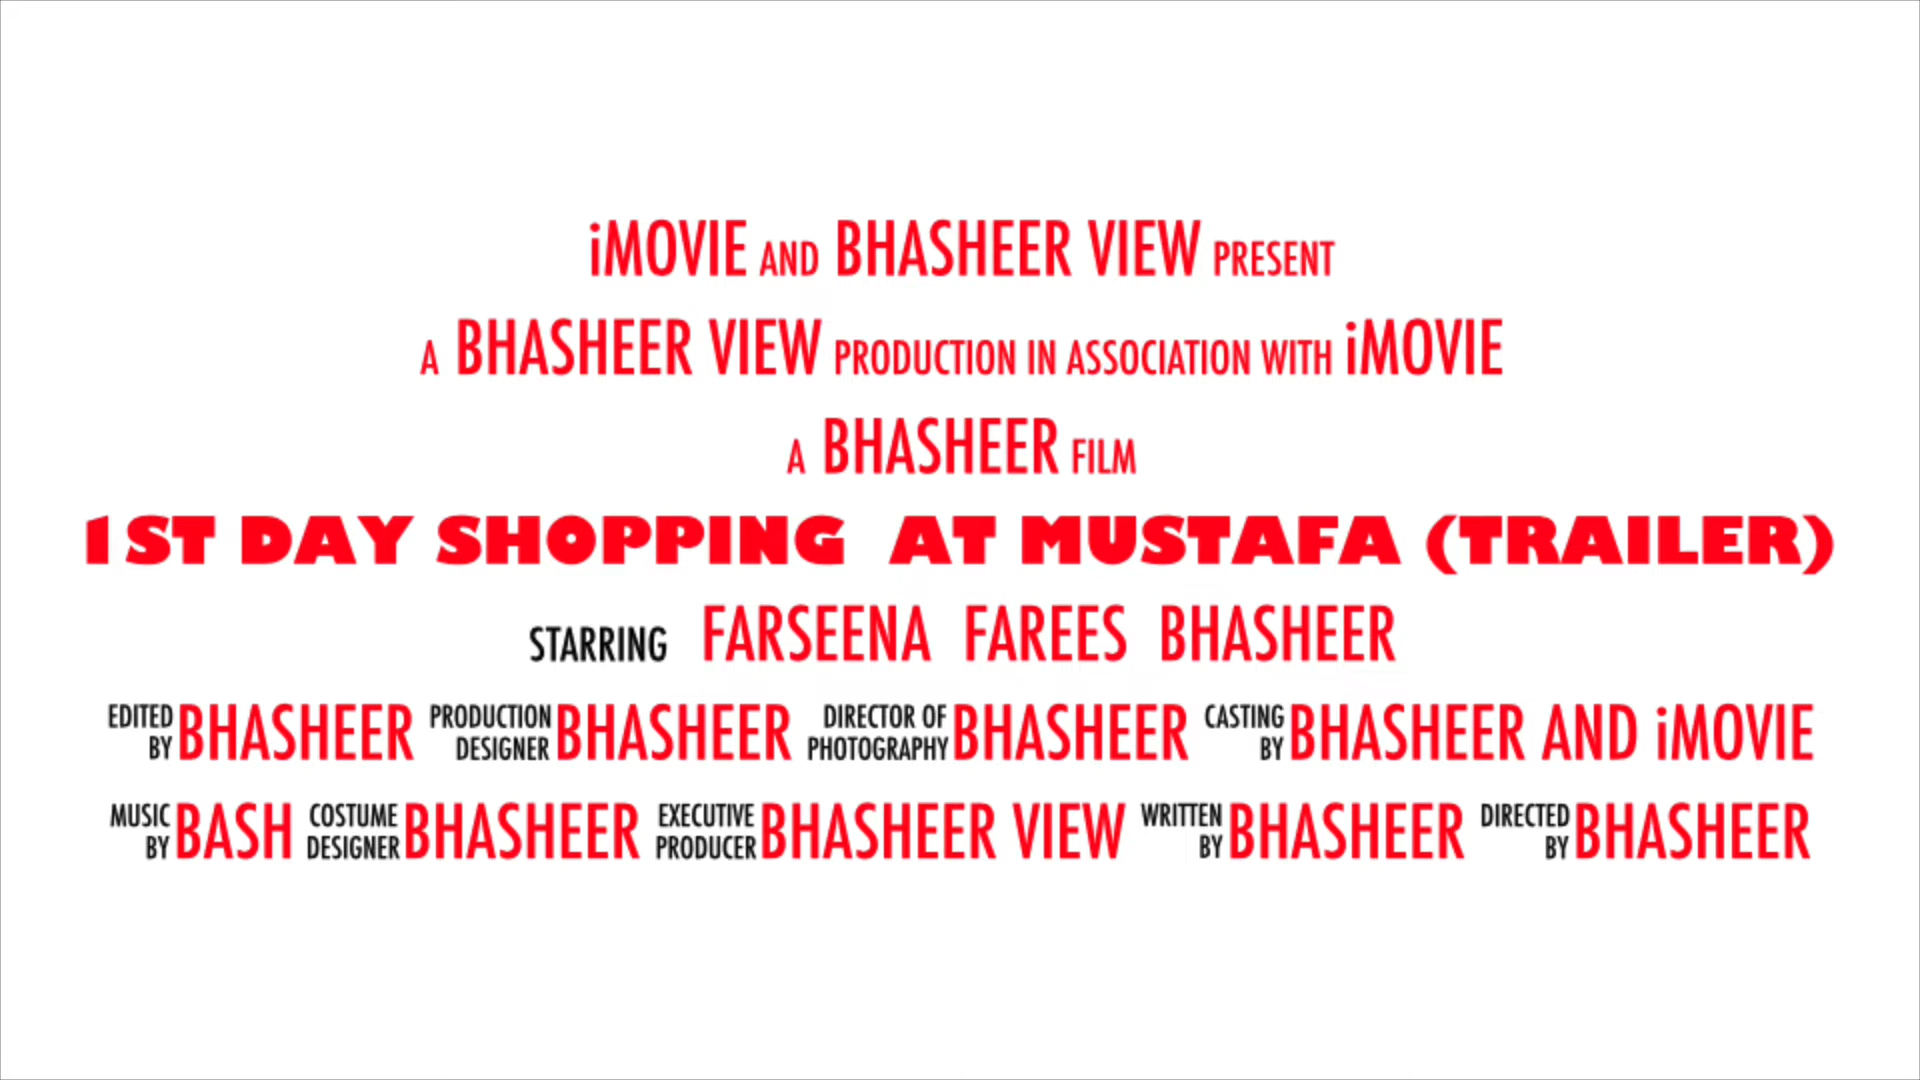 iMOVIE AND BHASHEER VIEW PRESENT
A BHASHEER VIEW PRODUCTION IN ASSOCIATION WITH iMOVIE
A BHASHEER FILM
1ST DAY SHOPPING  AT MUSTAFA (TRAILER)
STARRING FARSEENA FAREES BHASHEER
EDITED BY BHASHEER PRODUCTION DESIGNER BHASHEER DIRECTOR OF PHOTOGRAPHY BHASHEER CASTING BY BHASHEER AND iMOVIE
MUSIC BY BASH COSTUME DESIGNER BHASHEER EXECUTIVE PRODUCER BHASHEER VIEW WRITTEN BY BHASHEER DIRECTED BY BHASHEER